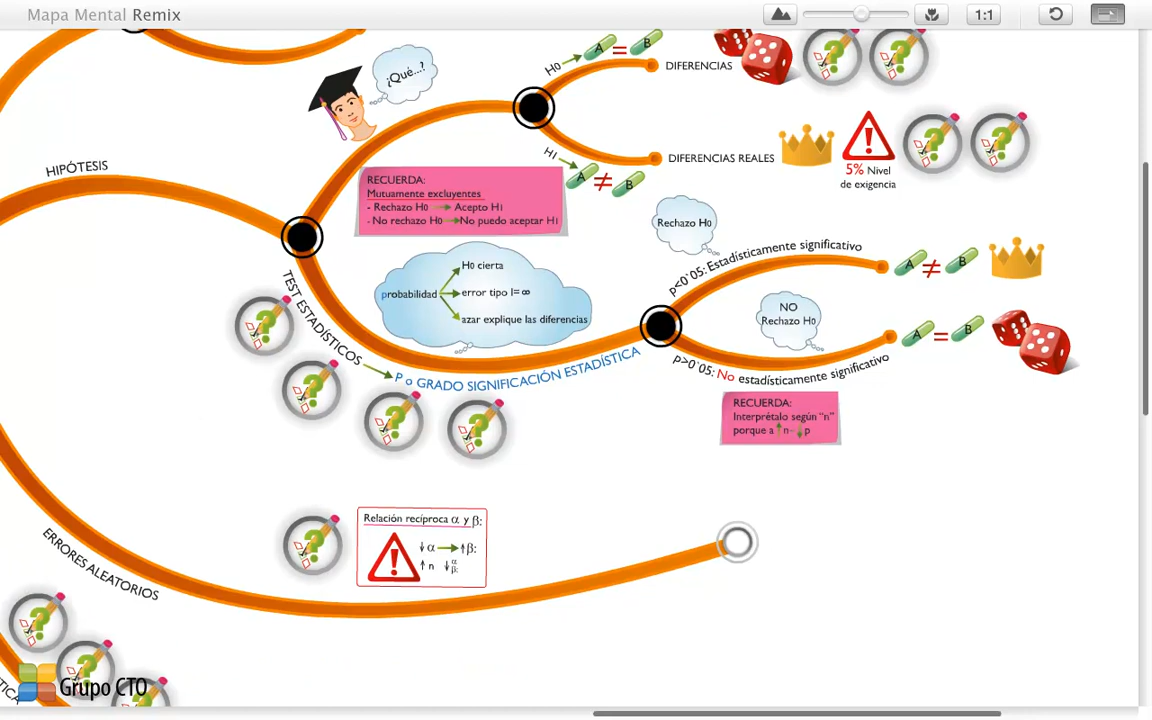 Mapa Mental Remix
1:1
¿Qué...?
H0
A = B
DIFERENCIAS
HIPÓTESIS
H1
A ≠ B
DIFERENCIAS REALES
5% Nivel
de exigencia
RECUERDA:
Mutuamente excluyentes
- Rechazo H0 → Acepto H1
- No rechazo H0 → No puedo aceptar H1
Rechazo H0
p<0`05: Estadísticamente significativo
A ≠ B
probabilidad
H0 cierta
error tipo I= ∞
azar explique las diferencias
NO
Rechazo H0
A = B
p>0`05: No estadísticamente significativo
TEST ESTADÍSTICOS
P o GRADO SIGNIFICACIÓN ESTADÍSTICA
RECUERDA:
Interprétalo según "n"
porque a ↑n- ↓p
Relación recíproca α y β:
↓ α → ↑ β:
↑ n ↓ α β:
ERRORES ALEATORIOS
Grupo CTO